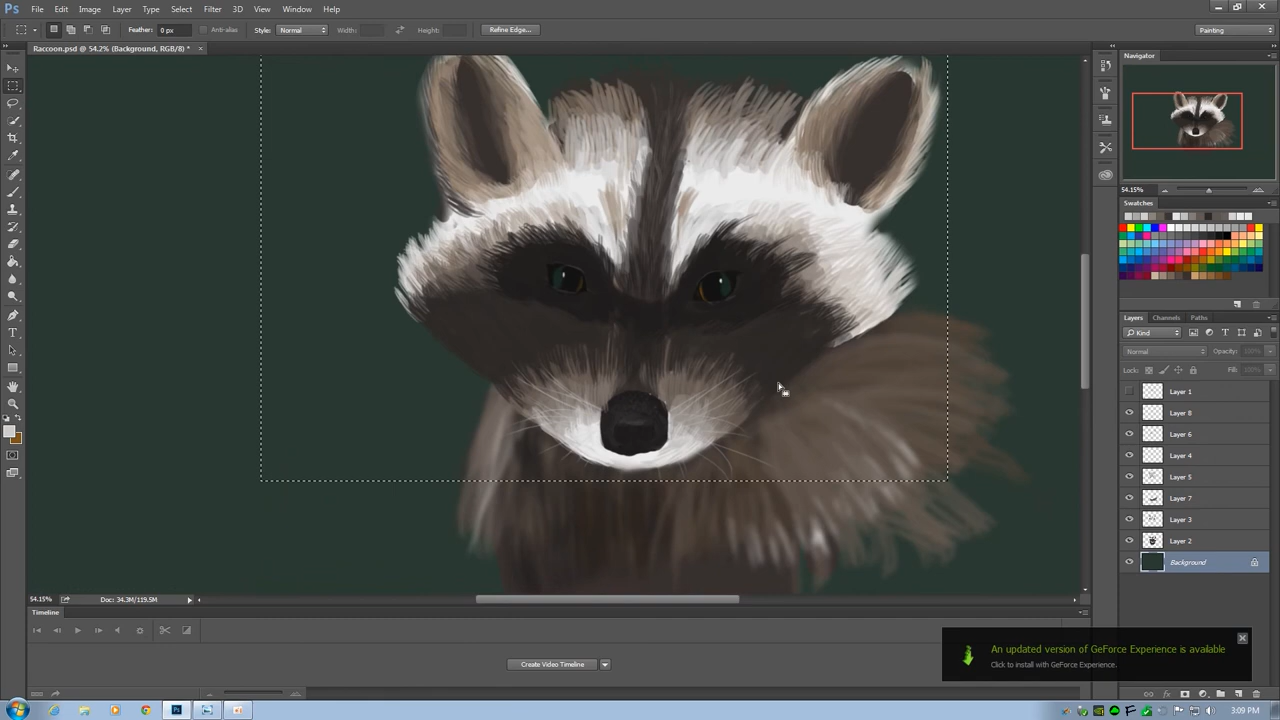 Ps File Edit Image Layer Type Select Filter 3D View Window Help
Feather: 0 px Anti-alias Style: Normal Width: Height: Refine Edge... Painting
Raccoon.psd @ 54.2% (Background, RGB/8) *
Navigator
54.15%
Swatches
Layers Channels Paths
Kind
Normal Opacity: 100%
Lock: Fill: 100%
Layer 1
Layer 8
Layer 6
Layer 4
Layer 5
Layer 7
Layer 3
Layer 2
Background
54.15% Doc: 34.3M/119.5M
Timeline
Create Video Timeline
An updated version of GeForce Experience is available
Click to install with GeForce Experience.
3:09 PM